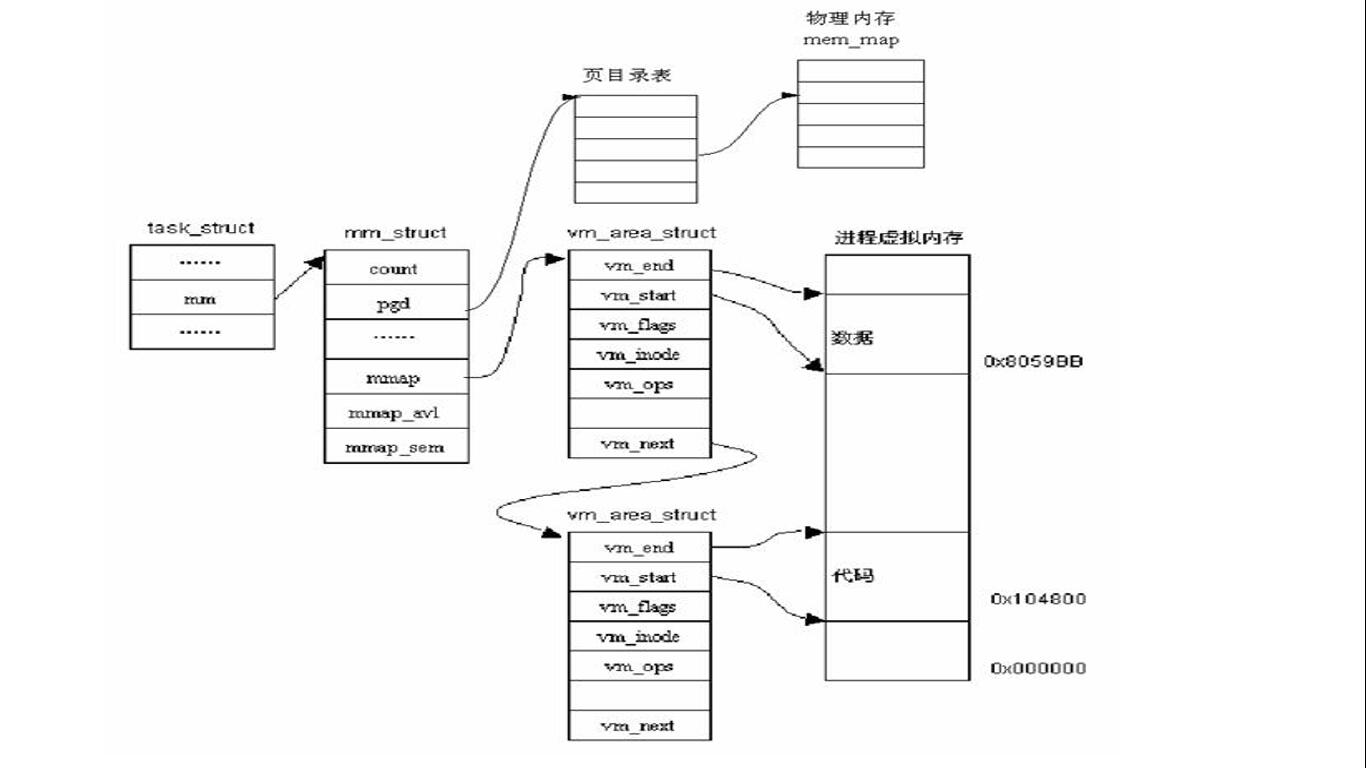 物理内存
mem_map
页目录表
task_struct
......
mm
......
mm_struct
count
pgd
......
mmap
mmap_avl
mmap_sem
vm_area_struct
vm_end
vm_start
vm_flags
vm_inode
vm_ops
vm_next
vm_area_struct
vm_end
vm_start
vm_flags
vm_inode
vm_ops
vm_next
进程虚拟内存
数据
0x8059BB
代码
0x104800
0x000000